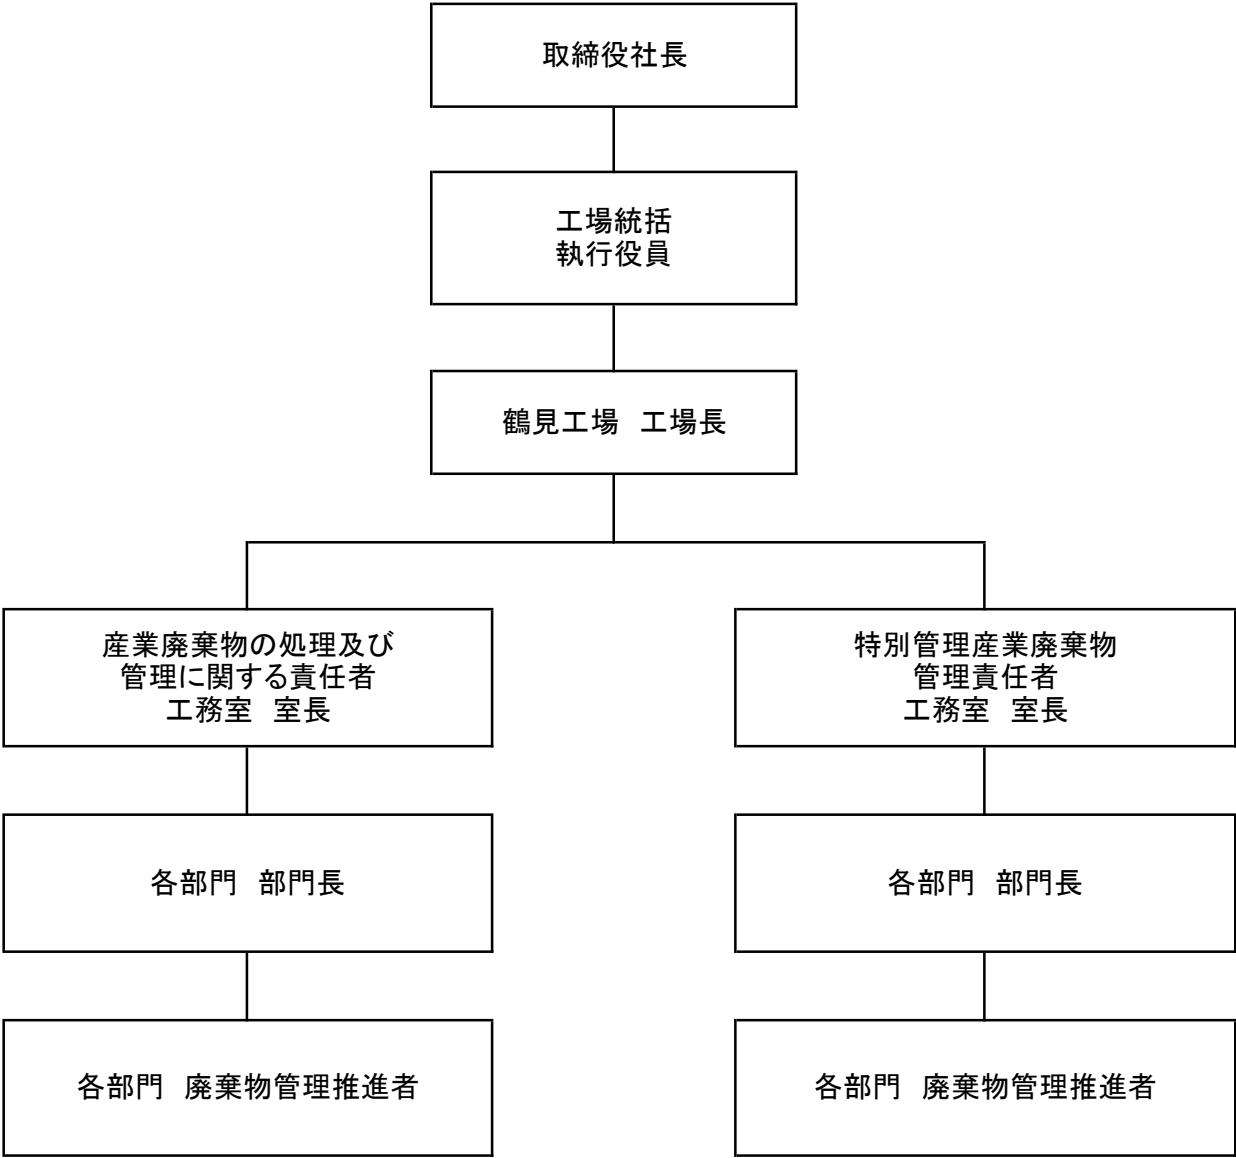 取締役社長
工場統括
執行役員
鶴見工場　工場長
産業廃棄物の処理及び
管理に関する責任者
工務室　室長
特別管理産業廃棄物
管理責任者
工務室　室長
各部門　部門長
各部門　部門長
各部門　廃棄物管理推進者
各部門　廃棄物管理推進者